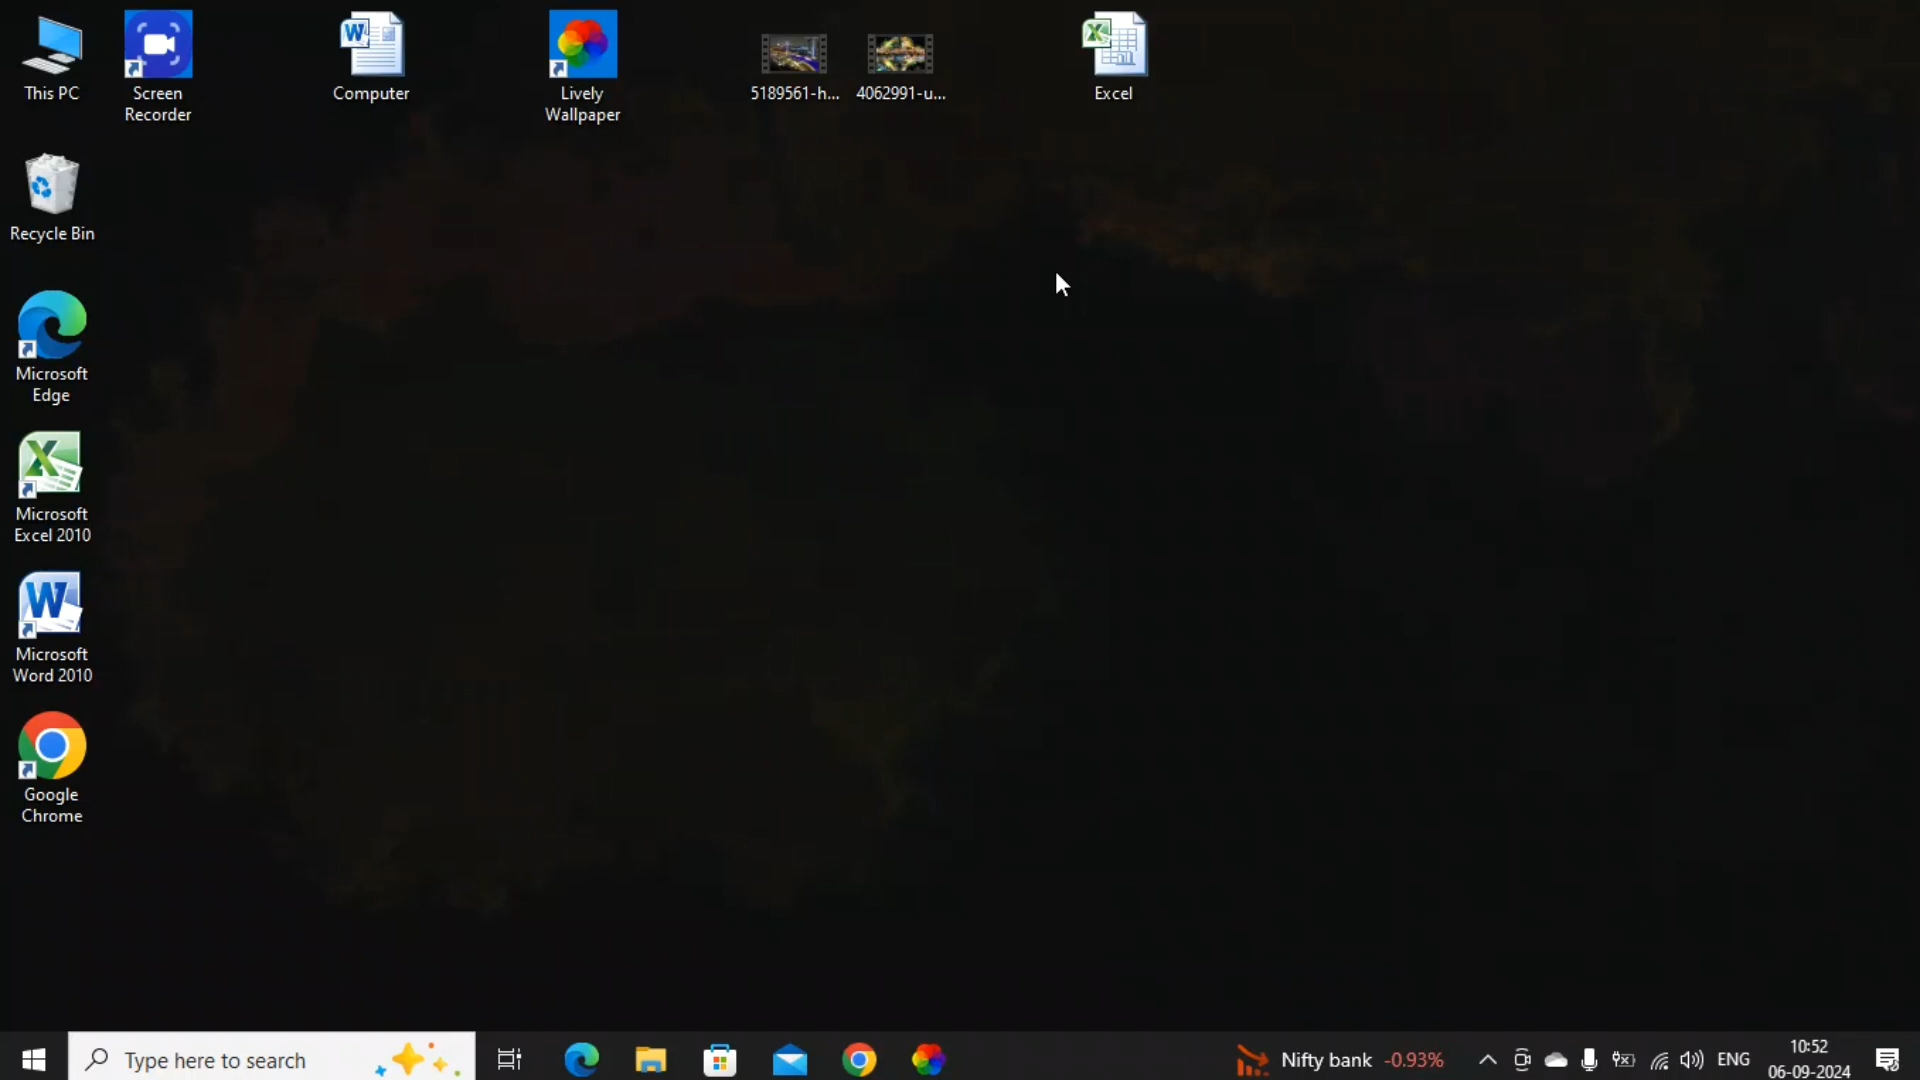 This PC
Screen
Recorder
Computer
Lively
Wallpaper
5189561-h...
4062991-u...
Excel
Recycle Bin
Microsoft
Edge
Microsoft
Excel 2010
Microsoft
Word 2010
Google
Chrome
Type here to search
Nifty bank -0.93%
ENG
10:52
06-09-2024